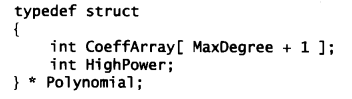 typedef struct
{
    int CoeffArray[ MaxDegree + 1 ];
    int HighPower;
} * Polynomial;